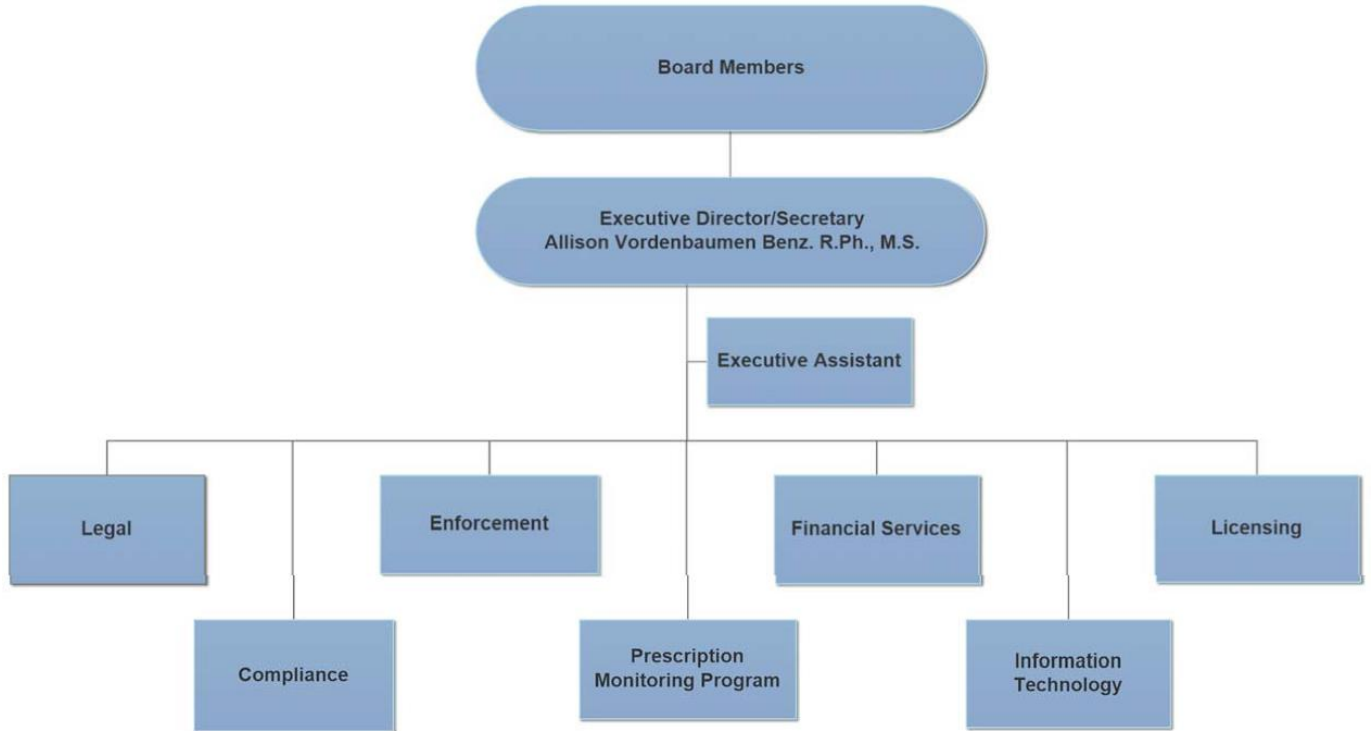 Board Members
Executive Director/Secretary
Allison Vordenbaumen Benz. R.Ph., M.S.
Executive Assistant
Legal
Enforcement
Financial Services
Licensing
Compliance
Prescription
Monitoring Program
Information
Technology